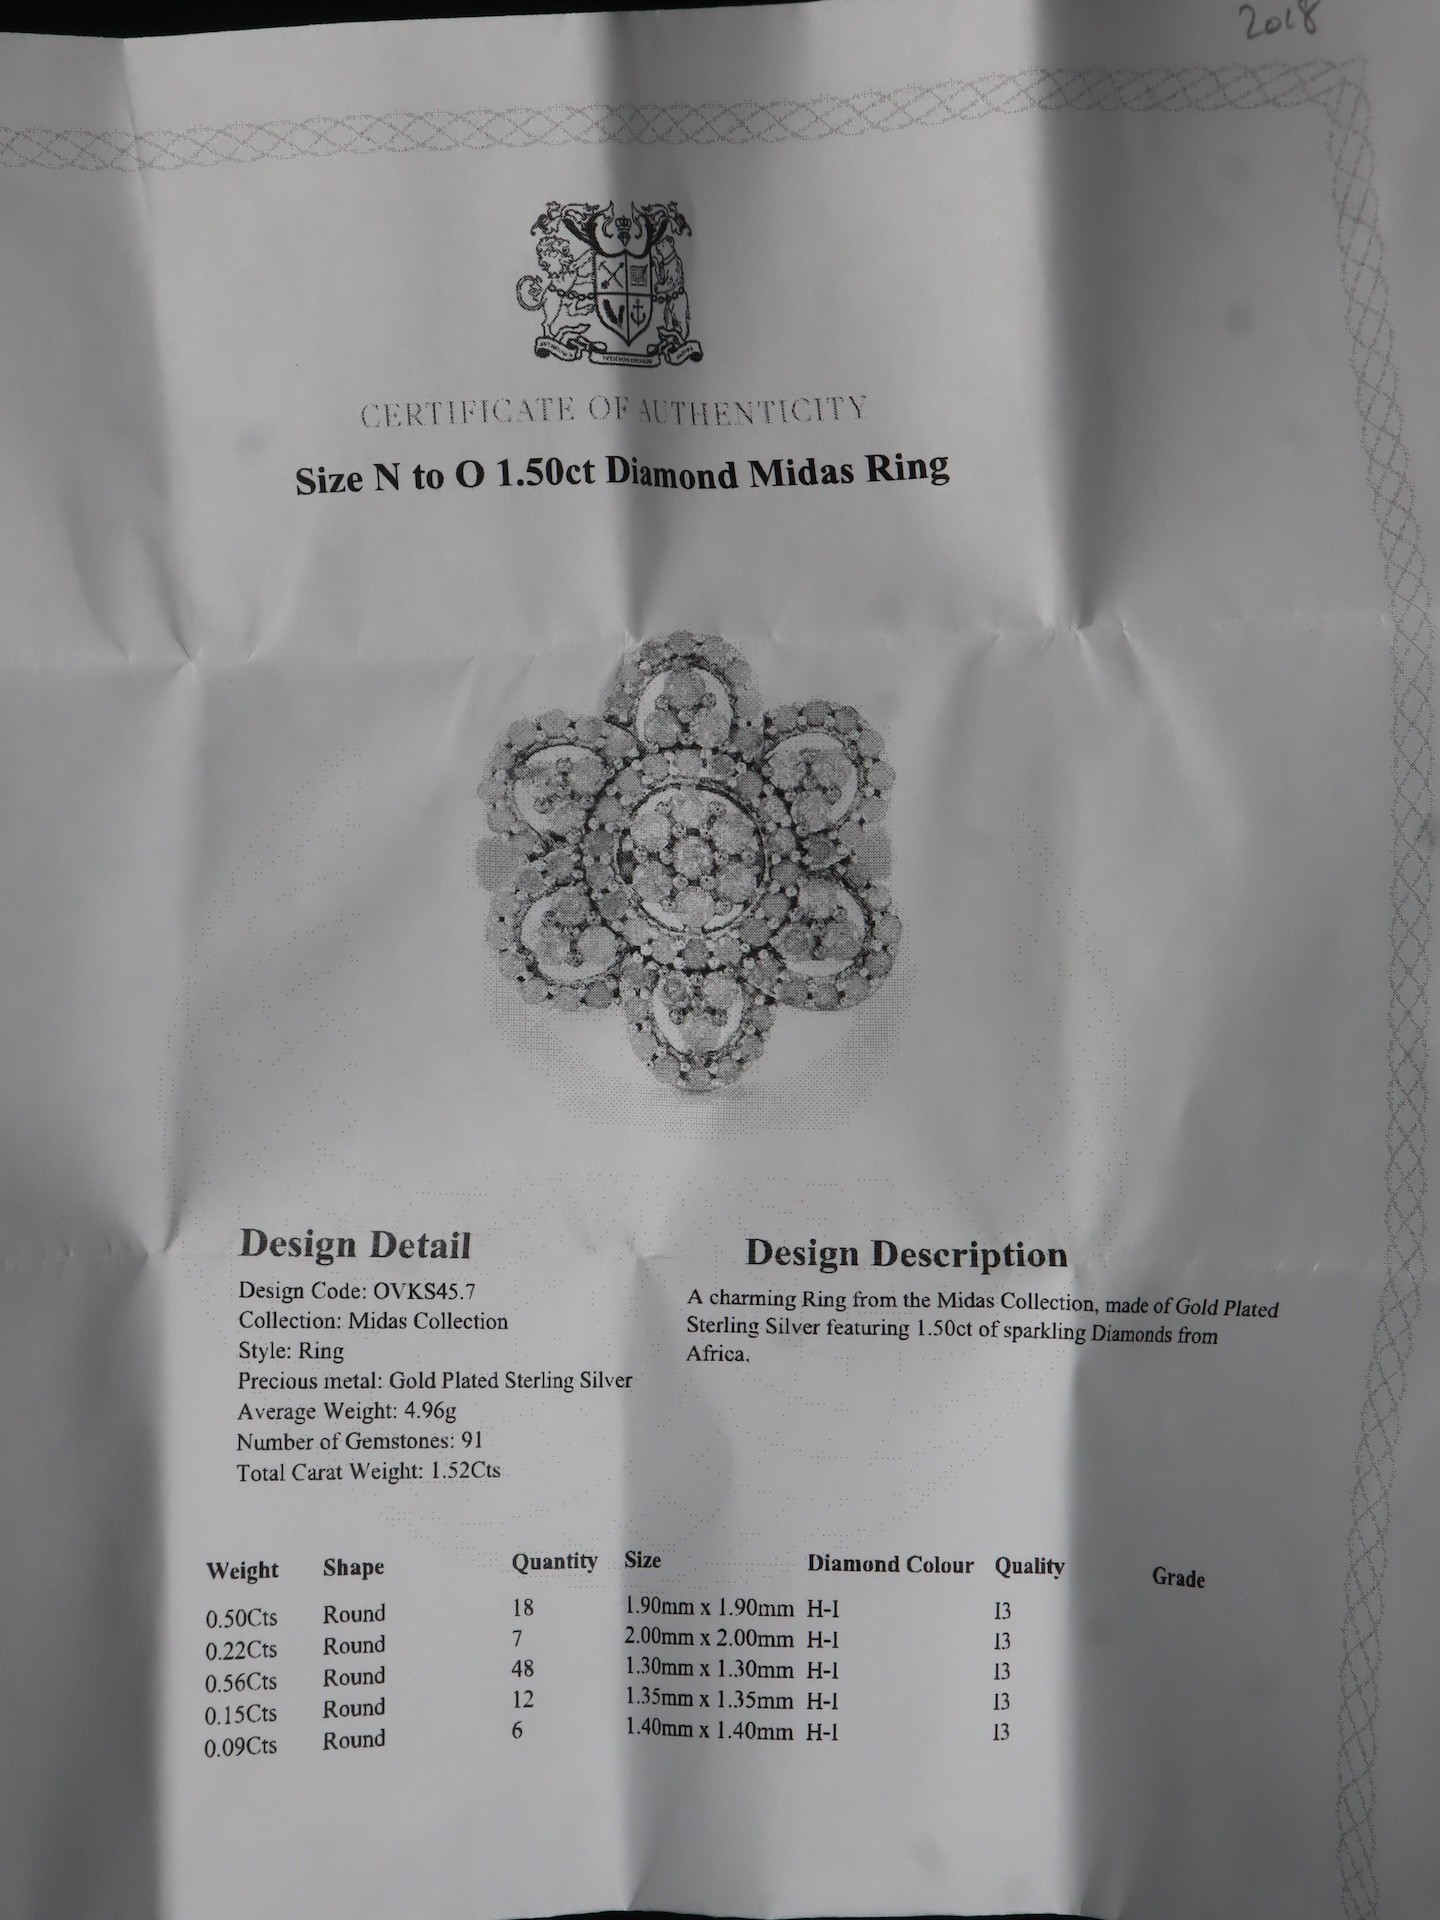 2018
CERTIFICATE OF AUTHENTICITY
Size N to O 1.50ct Diamond Midas Ring
Design Detail
Design Code: OVKS45.7
Collection: Midas Collection
Style: Ring
Precious metal: Gold Plated Sterling Silver
Average Weight: 4.96g
Number of Gemstones: 91
Total Carat Weight: 1.52Cts
Design Description
A charming Ring from the Midas Collection, made of Gold Plated
Sterling Silver featuring 1.50ct of sparkling Diamonds from
Africa.
Weight Shape Quantity Size Diamond Colour Quality Grade
0.50Cts Round 18 1.90mm x 1.90mm H-I I3
0.22Cts Round 7 2.00mm x 2.00mm H-I I3
0.56Cts Round 48 1.30mm x 1.30mm H-I I3
0.15Cts Round 12 1.35mm x 1.35mm H-I I3
0.09Cts Round 6 1.40mm x 1.40mm H-I I3